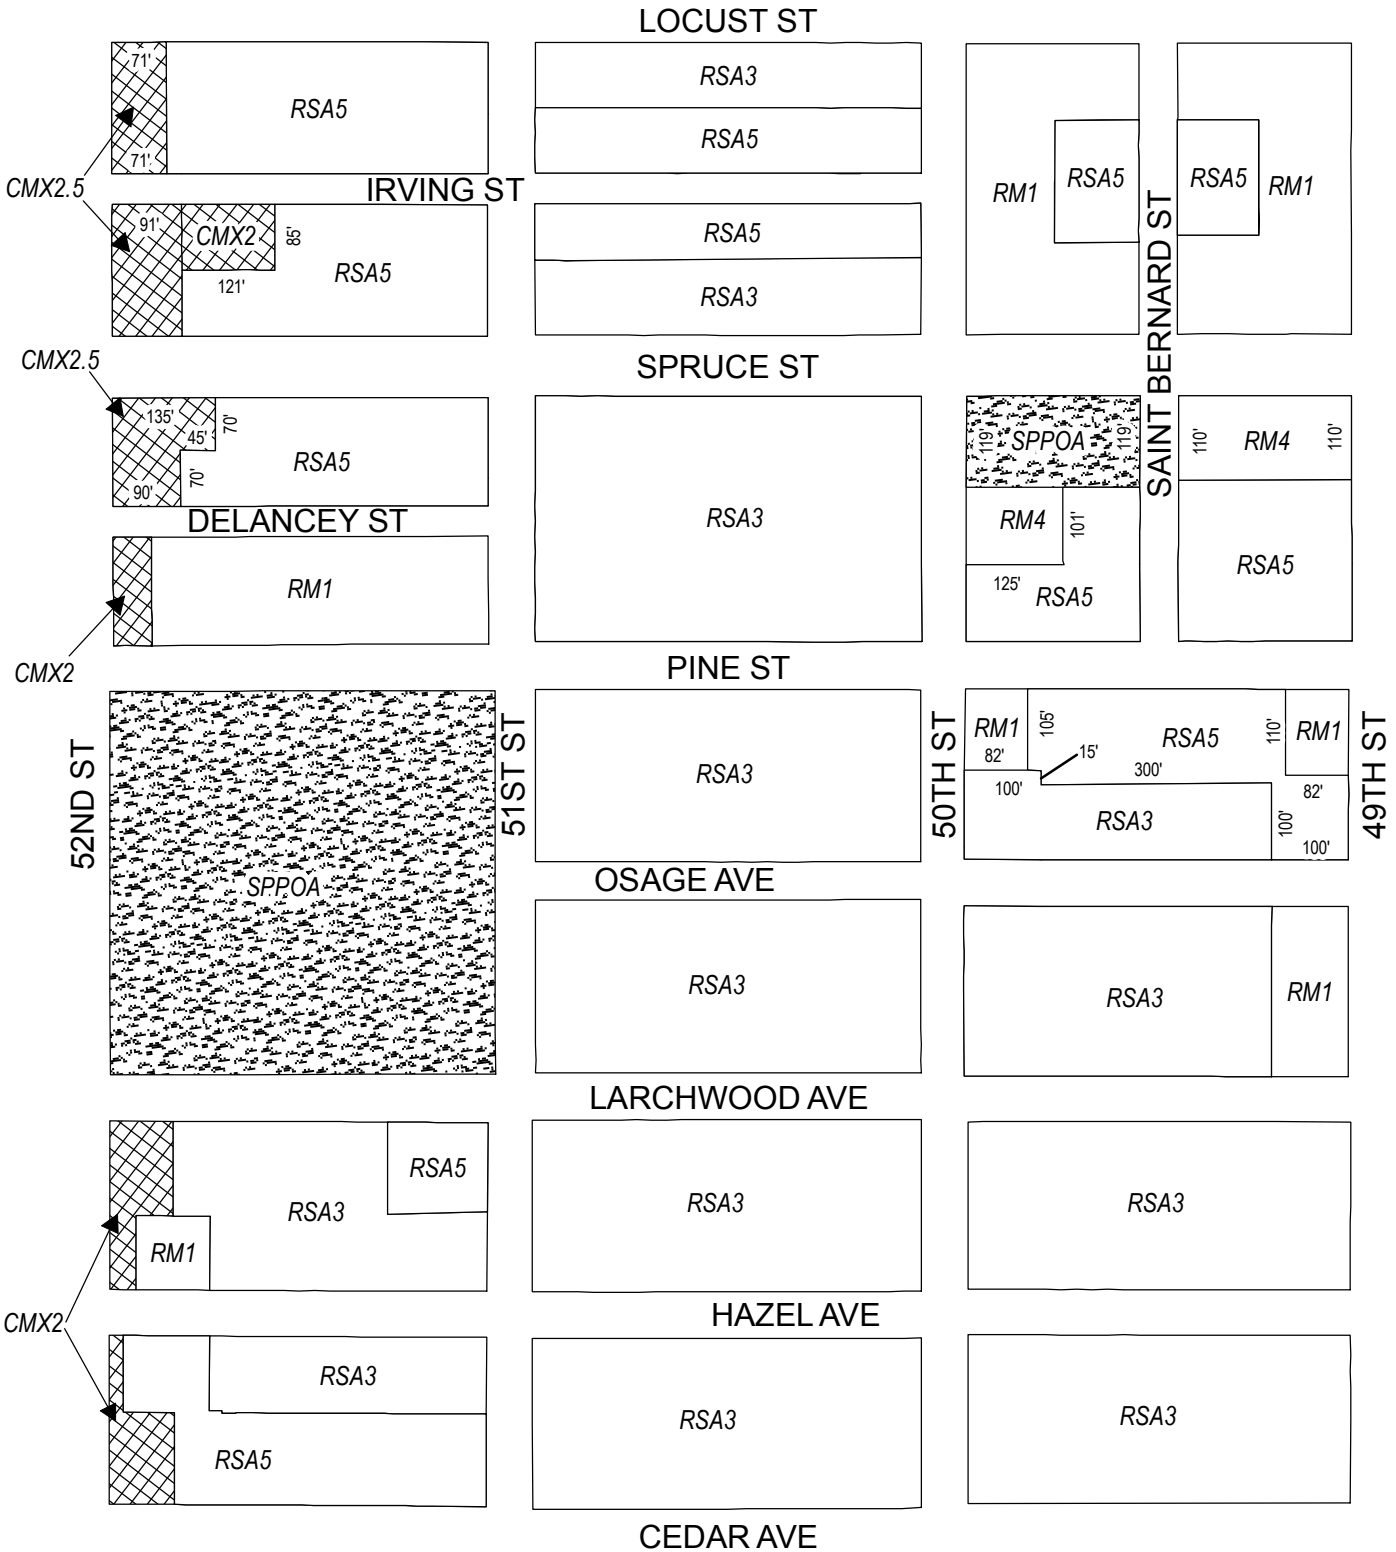 LOCUST ST
71'
RSA5
71'
RSA3
RSA5
RM1
RSA5
RSA5
RM1
CMX2.5
IRVING ST
91'
CMX2
85'
121'
RSA5
RSA5
RSA3
SAINT BERNARD ST
CMX2.5
SPRUCE ST
135'
45'
70'
90'
70'
RSA5
RSA3
119'
SPPOA
119'
110'
RM4
110'
DELANCEY ST
RM4
101'
125'
RSA5
RSA5
RM1
CMX2
PINE ST
52ND ST
51ST ST
50TH ST
49TH ST
SPPOA
RSA3
RM1
82'
105'
15'
100'
RSA5
300'
110'
RM1
82'
RSA3
100'
100'
OSAGE AVE
RSA3
RSA3
RM1
LARCHWOOD AVE
RSA5
RSA3
RM1
RSA3
RSA3
CMX2
HAZEL AVE
RSA3
RSA5
RSA3
RSA3
CEDAR AVE